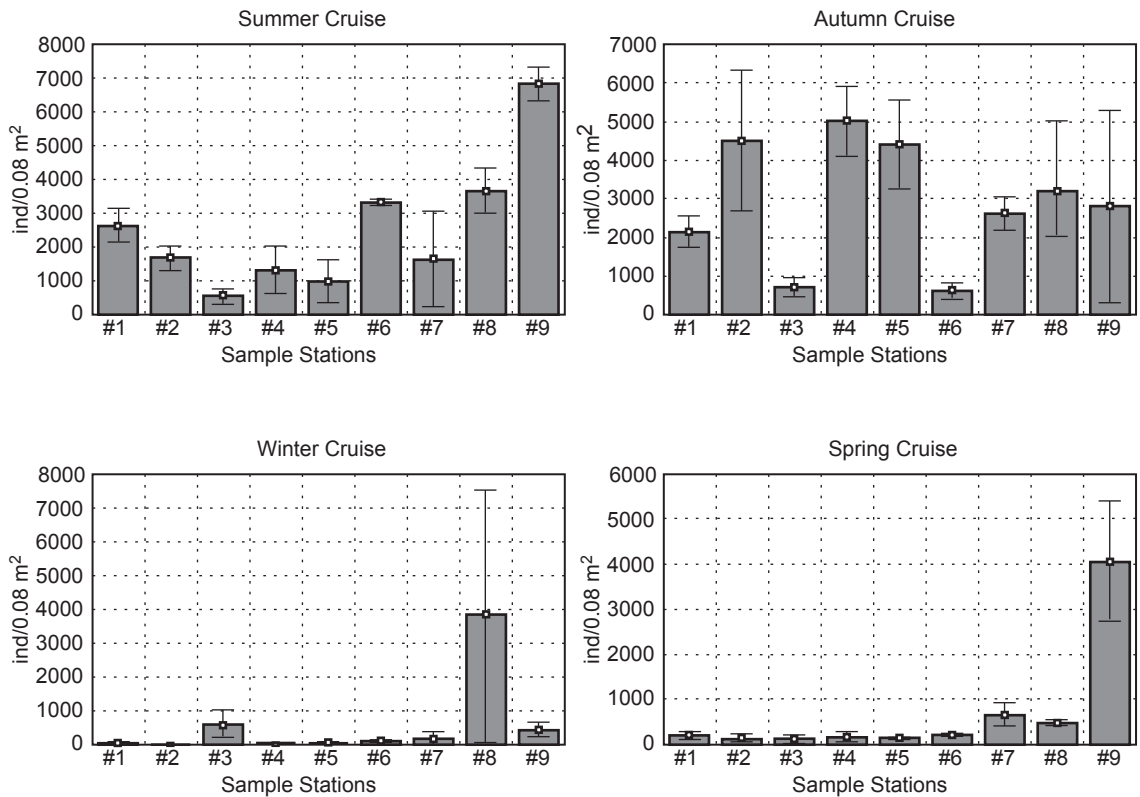 Summer Cruise
8000
7000
6000
5000
4000
3000
2000
1000
0
ind/0.08 m²
#1 #2 #3 #4 #5 #6 #7 #8 #9
Sample Stations
Autumn Cruise
7000
6000
5000
4000
3000
2000
1000
0
ind/0.08 m²
#1 #2 #3 #4 #5 #6 #7 #8 #9
Sample Stations
Winter Cruise
8000
7000
6000
5000
4000
3000
2000
1000
0
ind/0.08 m²
#1 #2 #3 #4 #5 #6 #7 #8 #9
Sample Stations
Spring Cruise
6000
5000
4000
3000
2000
1000
0
ind/0.08 m²
#1 #2 #3 #4 #5 #6 #7 #8 #9
Sample Stations